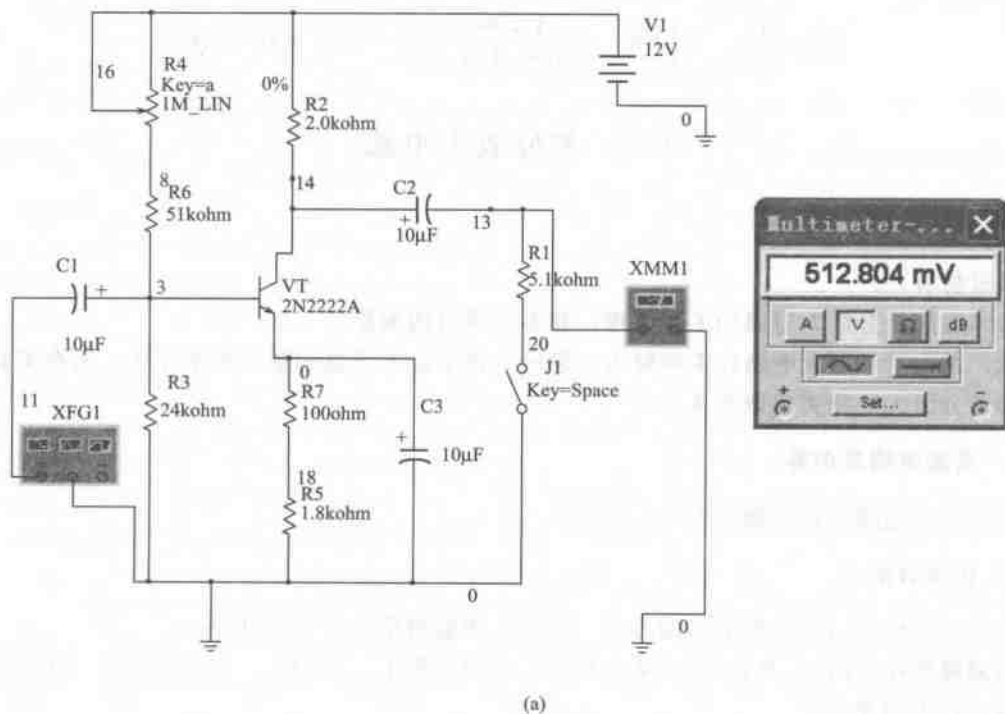 V1
12V
16
R4
Key=a
1M_LIN
0%
R2
2.0kohm
0
8
R6
51kohm
14
C2
+
10μF
13
R1
5.1kohm
XMM1
Multimeter-...
×
512.804 mV
A
V
Ω
dB
Set...
+
-
C1
+
10μF
3
VT
2N2222A
20
J1
Key=Space
11
XFG1
R3
24kohm
0
R7
100ohm
C3
+
10μF
18
R5
1.8kohm
0
0
(a)